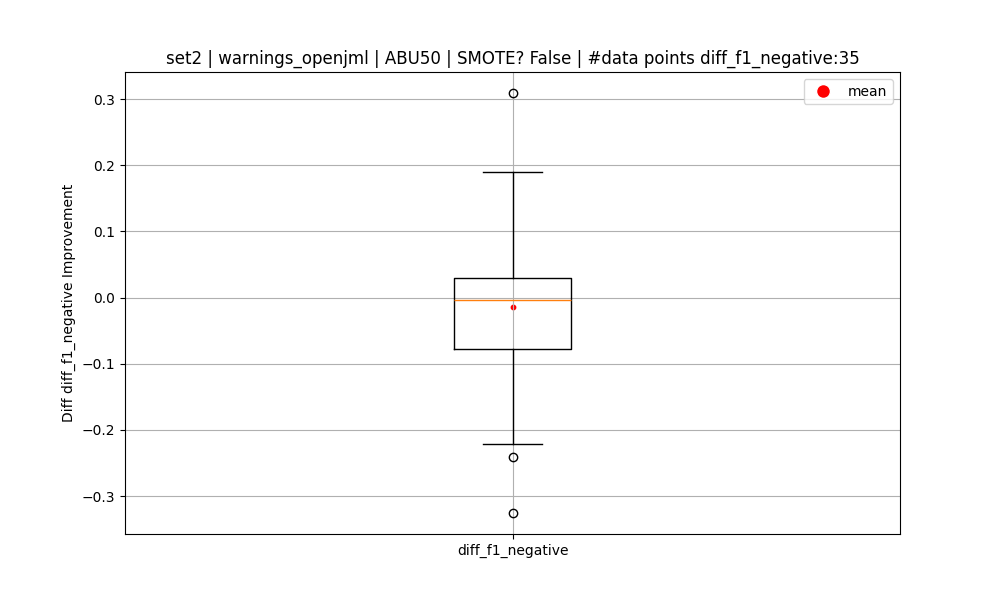 set2 | warnings_openjml | ABU50 | SMOTE? False | #data points diff_f1_negative:35
mean
0.3
0.2
0.1
0.0
−0.1
−0.2
−0.3
Diff diff_f1_negative Improvement
diff_f1_negative